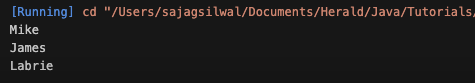 [Running] cd "/Users/sajagsilwal/Documents/Herald/Java/Tutorials/
Mike
James
Labrie